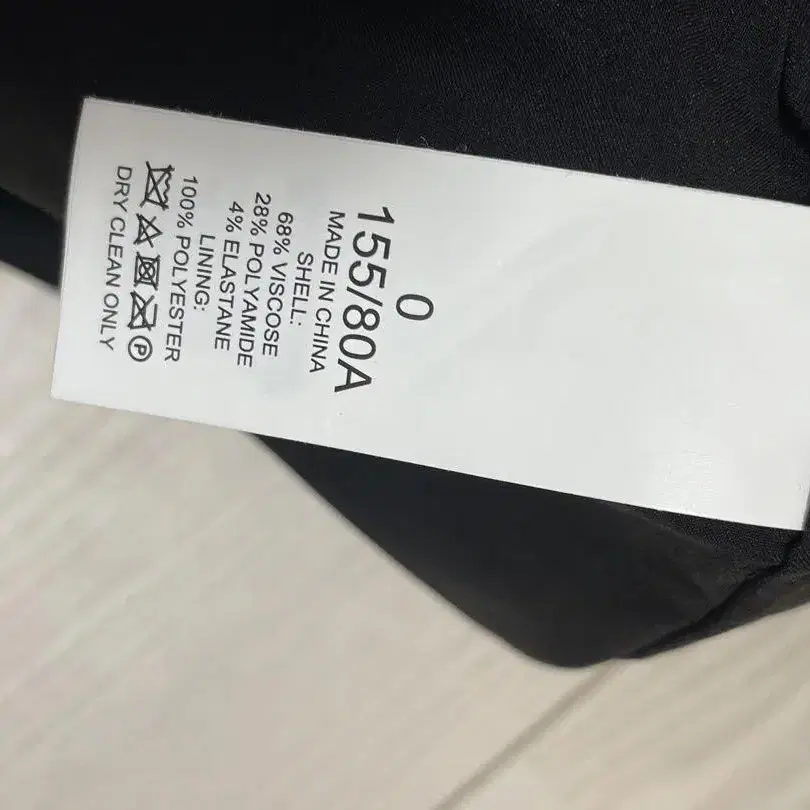 0
155/80A
MADE IN CHINA
SHELL:
68% VISCOSE
28% POLYAMIDE
4% ELASTANE
LINING:
100% POLYESTER
P
DRY CLEAN ONLY